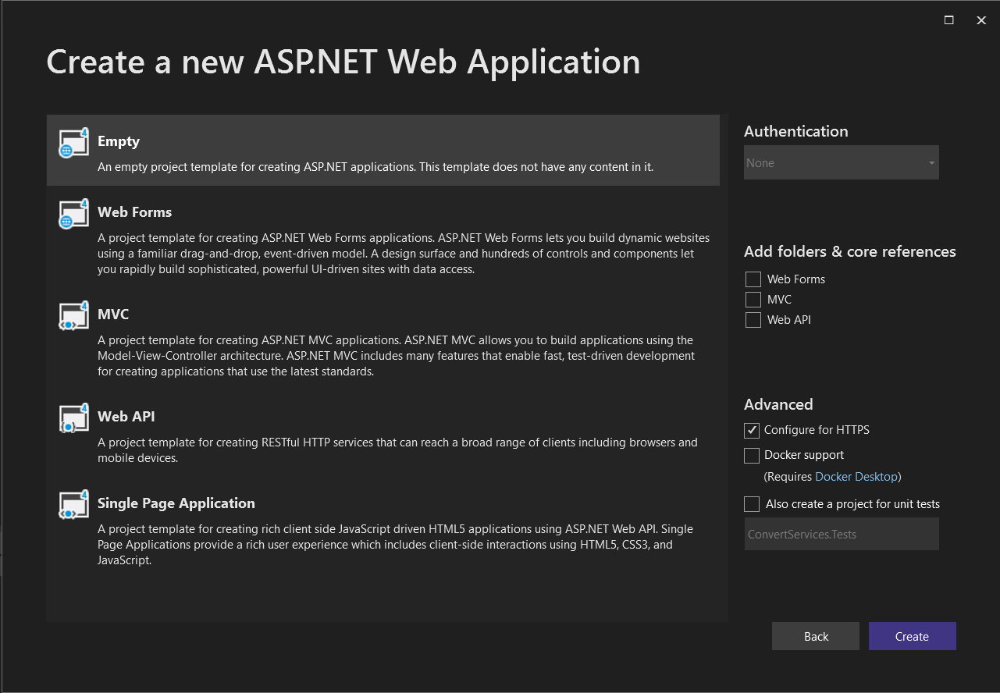 Create a new ASP.NET Web Application
4
Empty
An empty project template for creating ASP.NET applications. This template does not have any content in it.
4
Web Forms
A project template for creating ASP.NET Web Forms applications. ASP.NET Web Forms lets you build dynamic websites
using a familiar drag-and-drop, event-driven model. A design surface and hundreds of controls and components let
you rapidly build sophisticated, powerful UI-driven sites with data access.
4
MVC
A project template for creating ASP.NET MVC applications. ASP.NET MVC allows you to build applications using the
Model-View-Controller architecture. ASP.NET MVC includes many features that enable fast, test-driven development
for creating applications that use the latest standards.
4
Web API
A project template for creating RESTful HTTP services that can reach a broad range of clients including browsers and
mobile devices.
4
Single Page Application
A project template for creating rich client side JavaScript driven HTML5 applications using ASP.NET Web API. Single
Page Applications provide a rich user experience which includes client-side interactions using HTML5, CSS3, and
JavaScript.
Authentication
None
Add folders & core references
Web Forms
MVC
Web API
Advanced
Configure for HTTPS
Docker support
(Requires Docker Desktop)
Also create a project for unit tests
ConvertServices.Tests
Back
Create